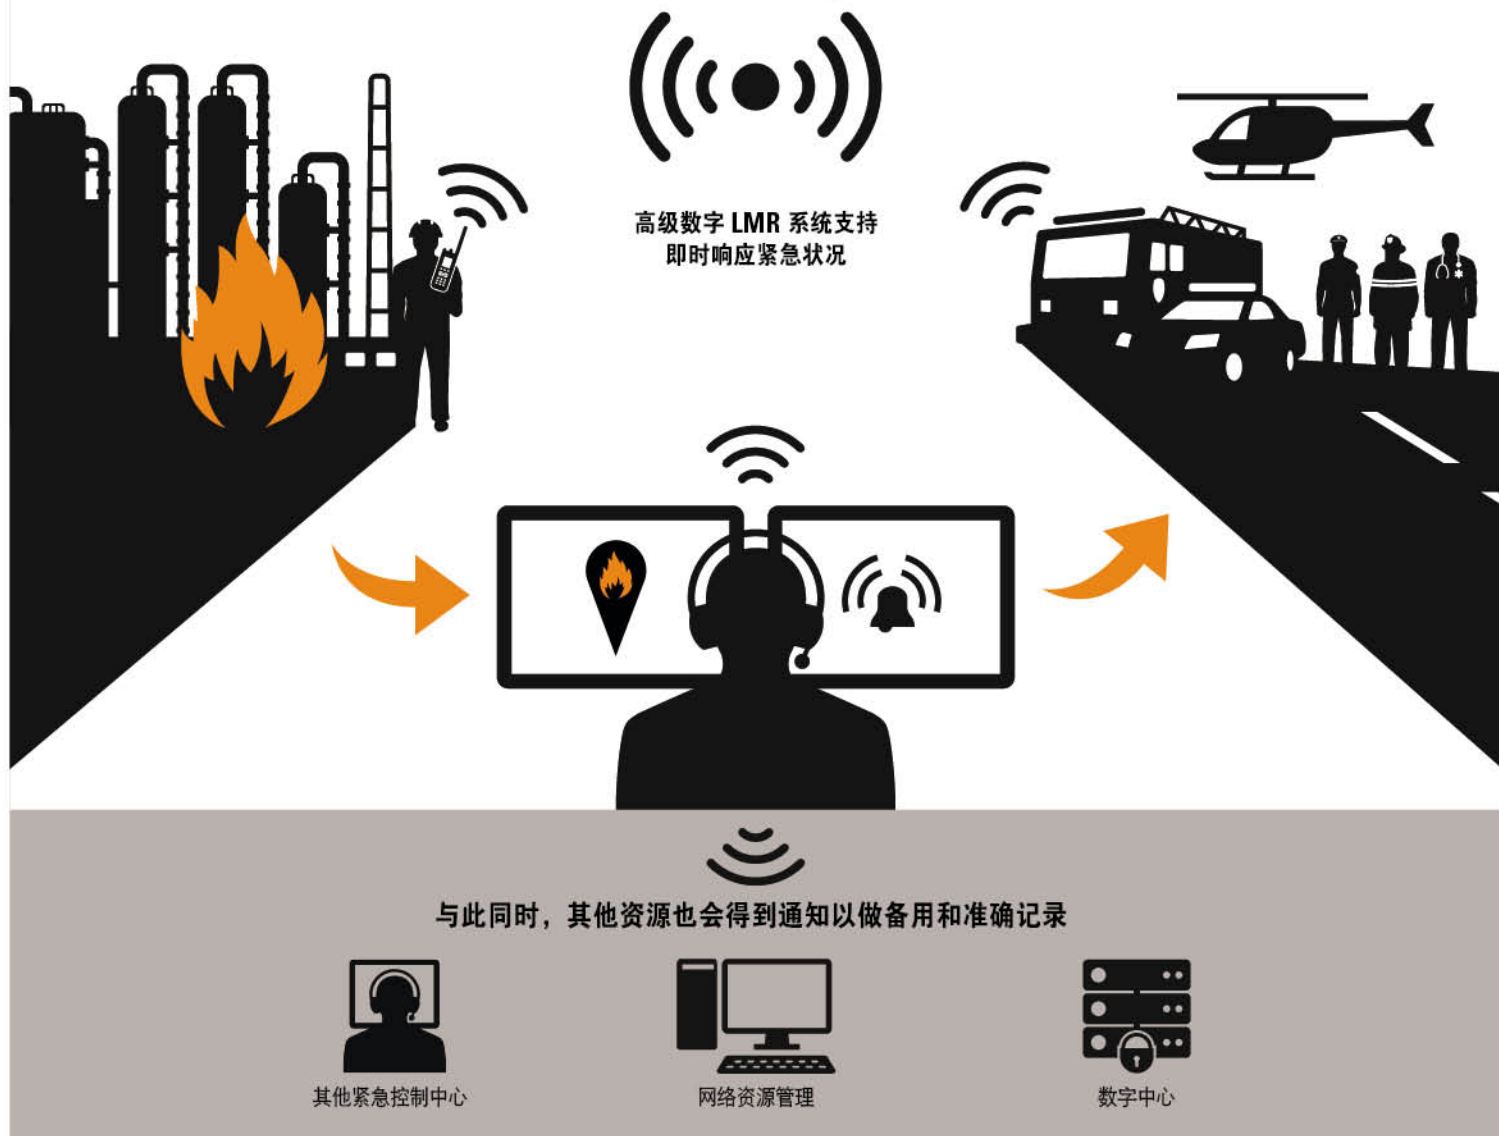 高级数字 LMR 系统支持
即时响应紧急状况
与此同时，其他资源也会得到通知以做备用和准确记录
其他紧急控制中心
网络资源管理
数字中心